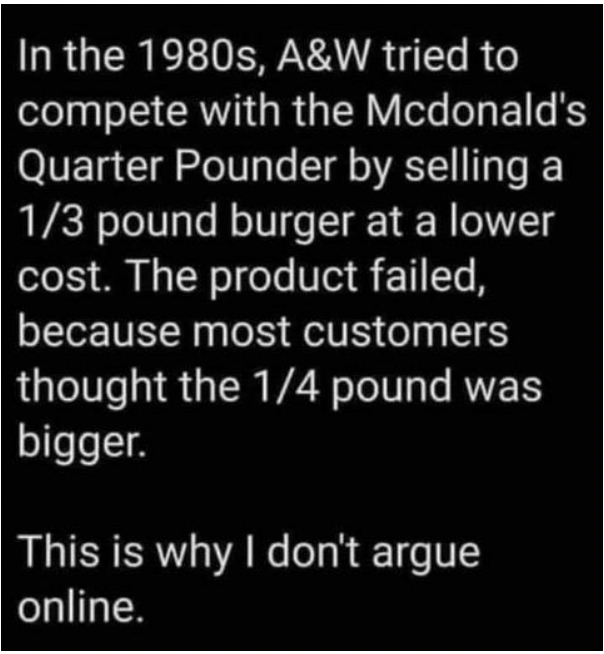 In the 1980s, A&W tried to
compete with the Mcdonald's
Quarter Pounder by selling a
1/3 pound burger at a lower
cost. The product failed,
because most customers
thought the 1/4 pound was
bigger.
This is why I don't argue
online.